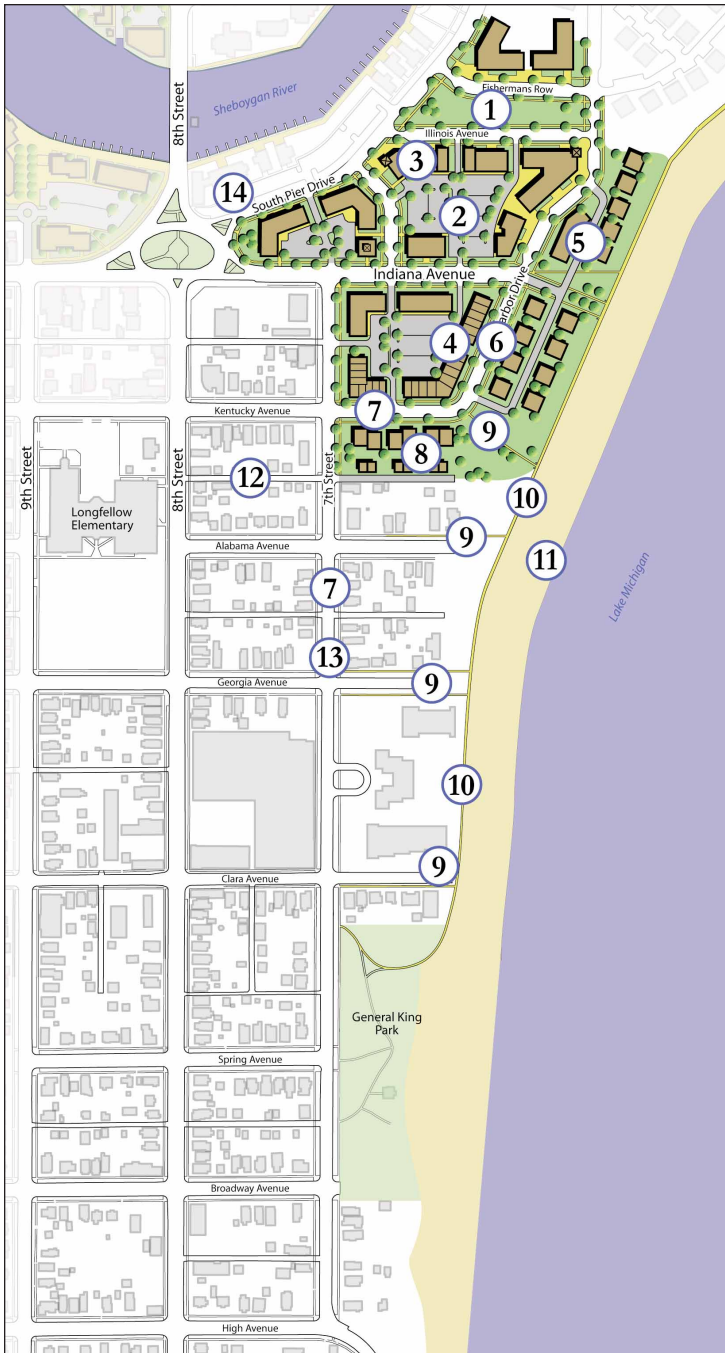 8th Street
Sheboygan River
Fishermans Row
1
Illinois Avenue
3
14
South Pier Drive
2
5
Indiana Avenue
arbor Drive
4
6
7
Kentucky Avenue
9
8
9th Street
8th Street
7th Street
12
Longfellow
Elementary
10
9
Alabama Avenue
11
Lake Michigan
7
13
Georgia Avenue
9
10
9
Clara Avenue
General King
Park
Spring Avenue
Broadway Avenue
High Avenue